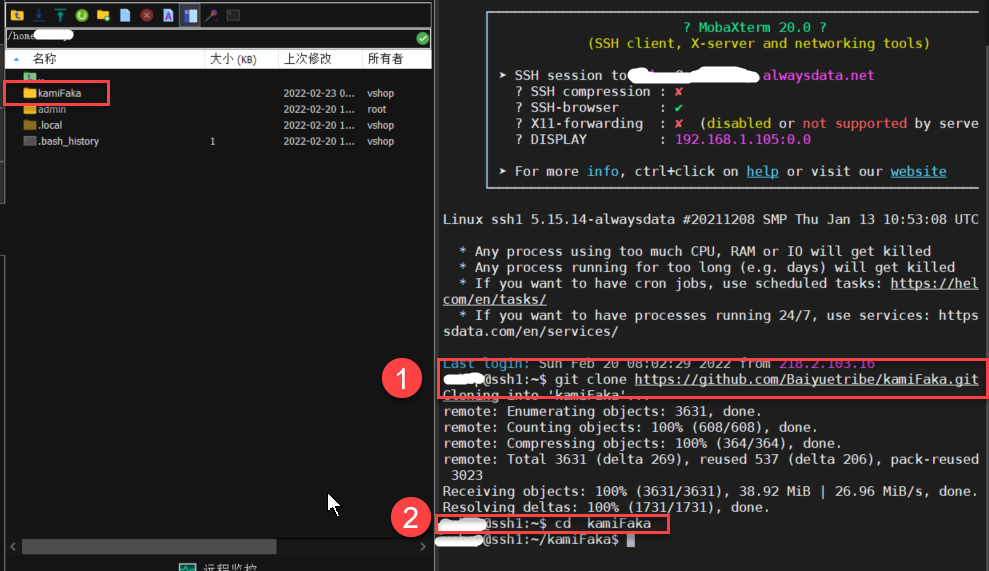 /home
名称 大小 (KB) 上次修改 所有者
..
kamiFaka 2022-02-23 0... vshop
admin 2022-02-20 1... root
.local 2022-02-20 1... vshop
.bash_history 1 2022-02-20 1... vshop
远程监控
? MobaXterm 20.0 ?
(SSH client, X-server and networking tools)
➤ SSH session to alwaysdata.net
? SSH compression : ✘
? SSH-browser : ✔
? X11-forwarding : ✘ (disabled or not supported by serve
? DISPLAY : 192.168.1.105:0.0
➤ For more info, ctrl+click on help or visit our website
Linux ssh1 5.15.14-alwaysdata #20211208 SMP Thu Jan 13 10:53:08 UTC
* Any process using too much CPU, RAM or IO will get killed
* Any process running for too long (e.g. days) will get killed
* If you want to have cron jobs, use scheduled tasks: https://hel
com/en/tasks/
* If you want to have processes running 24/7, use services: https
sdata.com/en/services/
Last login: Sun Feb 20 08:02:29 2022 from 218.2.103.16
1
@ssh1:~$ git clone https://github.com/Baiyuetribe/kamiFaka.git
Cloning into 'kamiFaka'...
remote: Enumerating objects: 3631, done.
remote: Counting objects: 100% (608/608), done.
remote: Compressing objects: 100% (364/364), done.
remote: Total 3631 (delta 269), reused 537 (delta 206), pack-reused
3023
Receiving objects: 100% (3631/3631), 38.92 MiB | 26.96 MiB/s, done.
Resolving deltas: 100% (1731/1731), done.
2
@ssh1:~$ cd kamiFaka
@ssh1:~/kamiFaka$